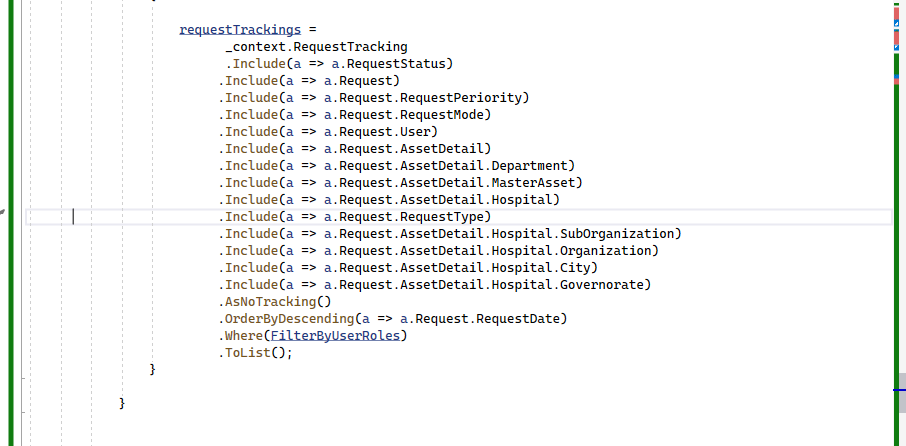 requestTrackings =
_context.RequestTracking
.Include(a => a.RequestStatus)
.Include(a => a.Request)
.Include(a => a.Request.RequestPeriority)
.Include(a => a.Request.RequestMode)
.Include(a => a.Request.User)
.Include(a => a.Request.AssetDetail)
.Include(a => a.Request.AssetDetail.Department)
.Include(a => a.Request.AssetDetail.MasterAsset)
.Include(a => a.Request.AssetDetail.Hospital)
.Include(a => a.Request.RequestType)
.Include(a => a.Request.AssetDetail.Hospital.SubOrganization)
.Include(a => a.Request.AssetDetail.Hospital.Organization)
.Include(a => a.Request.AssetDetail.Hospital.City)
.Include(a => a.Request.AssetDetail.Hospital.Governorate)
.AsNoTracking()
.OrderByDescending(a => a.Request.RequestDate)
.Where(FilterByUserRoles)
.ToList();
}
}